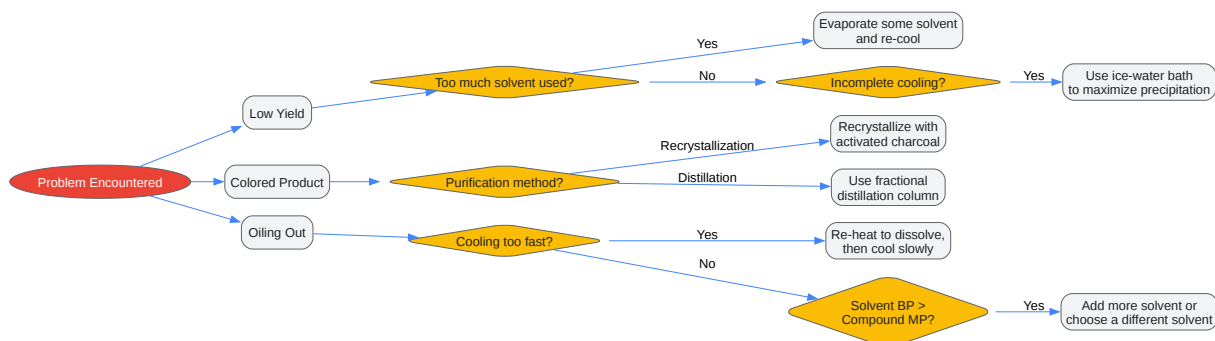 Problem Encountered
Low Yield
Too much solvent used?
Yes
Evaporate some solvent
and re-cool
No
Incomplete cooling?
Yes
Use ice-water bath
to maximize precipitation
Colored Product
Purification method?
Recrystallization
Recrystallize with
activated charcoal
Distillation
Use fractional
distillation column
Oiling Out
Cooling too fast?
Yes
Re-heat to dissolve,
then cool slowly
No
Solvent BP >
Compound MP?
Yes
Add more solvent or
choose a different solvent